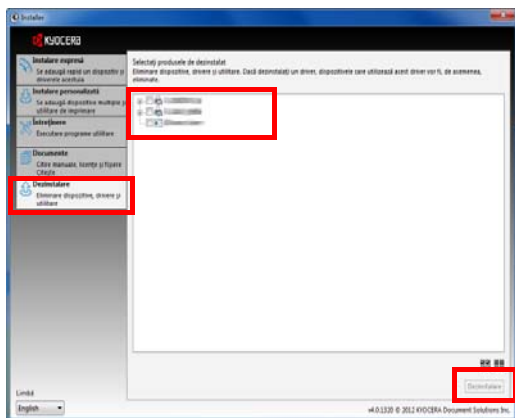 Installer
KYOCERA
Instalare expresă
Se adaugă rapid un dispozitiv și
driverele acestuia
Instalare personalizată
Se adaugă dispozitive multiple și
utilitare de imprimare
Întreținere
Executare programe utilitare
Documente
Citire manuale, licențe și fișiere
Citește
Dezinstalare
Eliminare dispozitive, drivere și
utilitare
Limbă
English
Selectați produsele de dezinstalat
Eliminare dispozitive, drivere și utilitare. Dacă dezinstalați un driver, dispozitivele care utilizează acest driver vor fi, de asemenea,
eliminate.
Dezinstalare
v4.0.1320 © 2012 KYOCERA Document Solutions Inc.